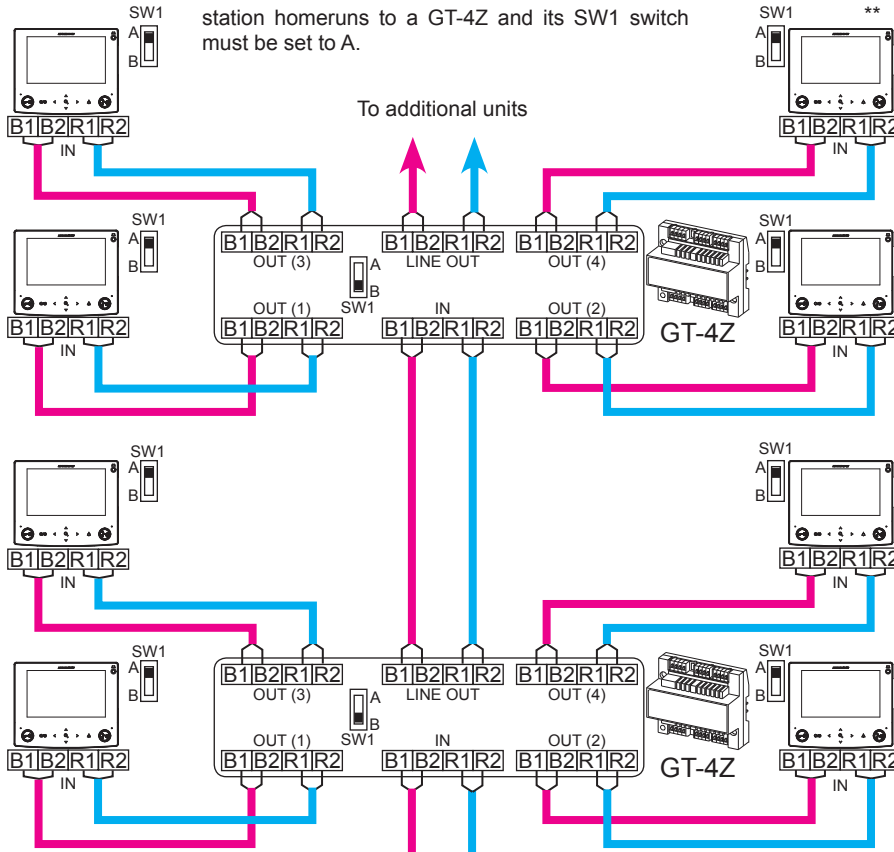 station homeruns to a GT-4Z and its SW1 switch
must be set to A.
SW1
A
B
SW1
A
B
**
To additional units
B1 B2 R1 R2
IN
B1 B2 R1 R2
IN
SW1
A
B
SW1
A
B
B1 B2 R1 R2
OUT (3)
B1 B2 R1 R2
LINE OUT
B1 B2 R1 R2
OUT (4)
A
B
SW1
OUT (1)
B1 B2 R1 R2
IN
B1 B2 R1 R2
OUT (2)
B1 B2 R1 R2
GT-4Z
B1 B2 R1 R2
IN
B1 B2 R1 R2
IN
SW1
A
B
SW1
A
B
B1 B2 R1 R2
IN
B1 B2 R1 R2
IN
SW1
A
B
SW1
A
B
B1 B2 R1 R2
OUT (3)
B1 B2 R1 R2
LINE OUT
B1 B2 R1 R2
OUT (4)
A
B
SW1
OUT (1)
B1 B2 R1 R2
IN
B1 B2 R1 R2
OUT (2)
B1 B2 R1 R2
GT-4Z
B1 B2 R1 R2
IN
B1 B2 R1 R2
IN